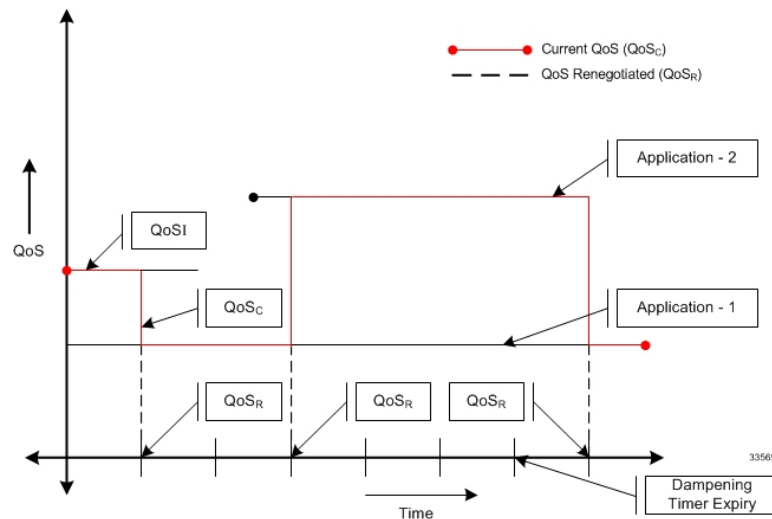 Current QoS (QoSC)
QoS Renegotiated (QoSR)
Application - 2
QoSI
QoS
QoSC
Application - 1
QoSR
QoSR
QoSR
Time
Dampening
Timer Expiry